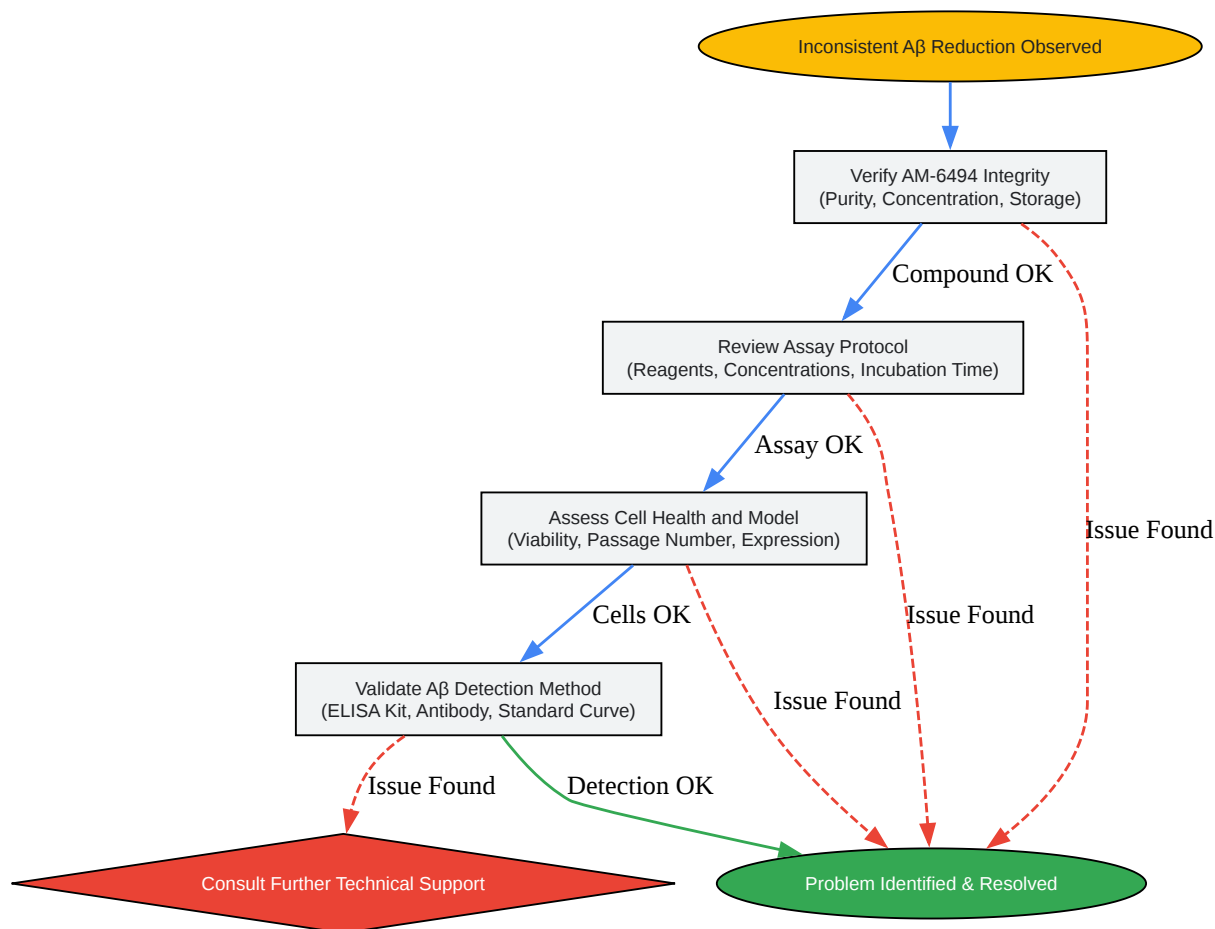 Inconsistent Aβ Reduction Observed
Verify AM-6494 Integrity
(Purity, Concentration, Storage)
Compound OK
Review Assay Protocol
(Reagents, Concentrations, Incubation Time)
Assay OK
Assess Cell Health and Model
(Viability, Passage Number, Expression)
Issue Found
Cells OK
Issue Found
Validate Aβ Detection Method
(ELISA Kit, Antibody, Standard Curve)
Issue Found
Issue Found
Detection OK
Consult Further Technical Support
Problem Identified & Resolved